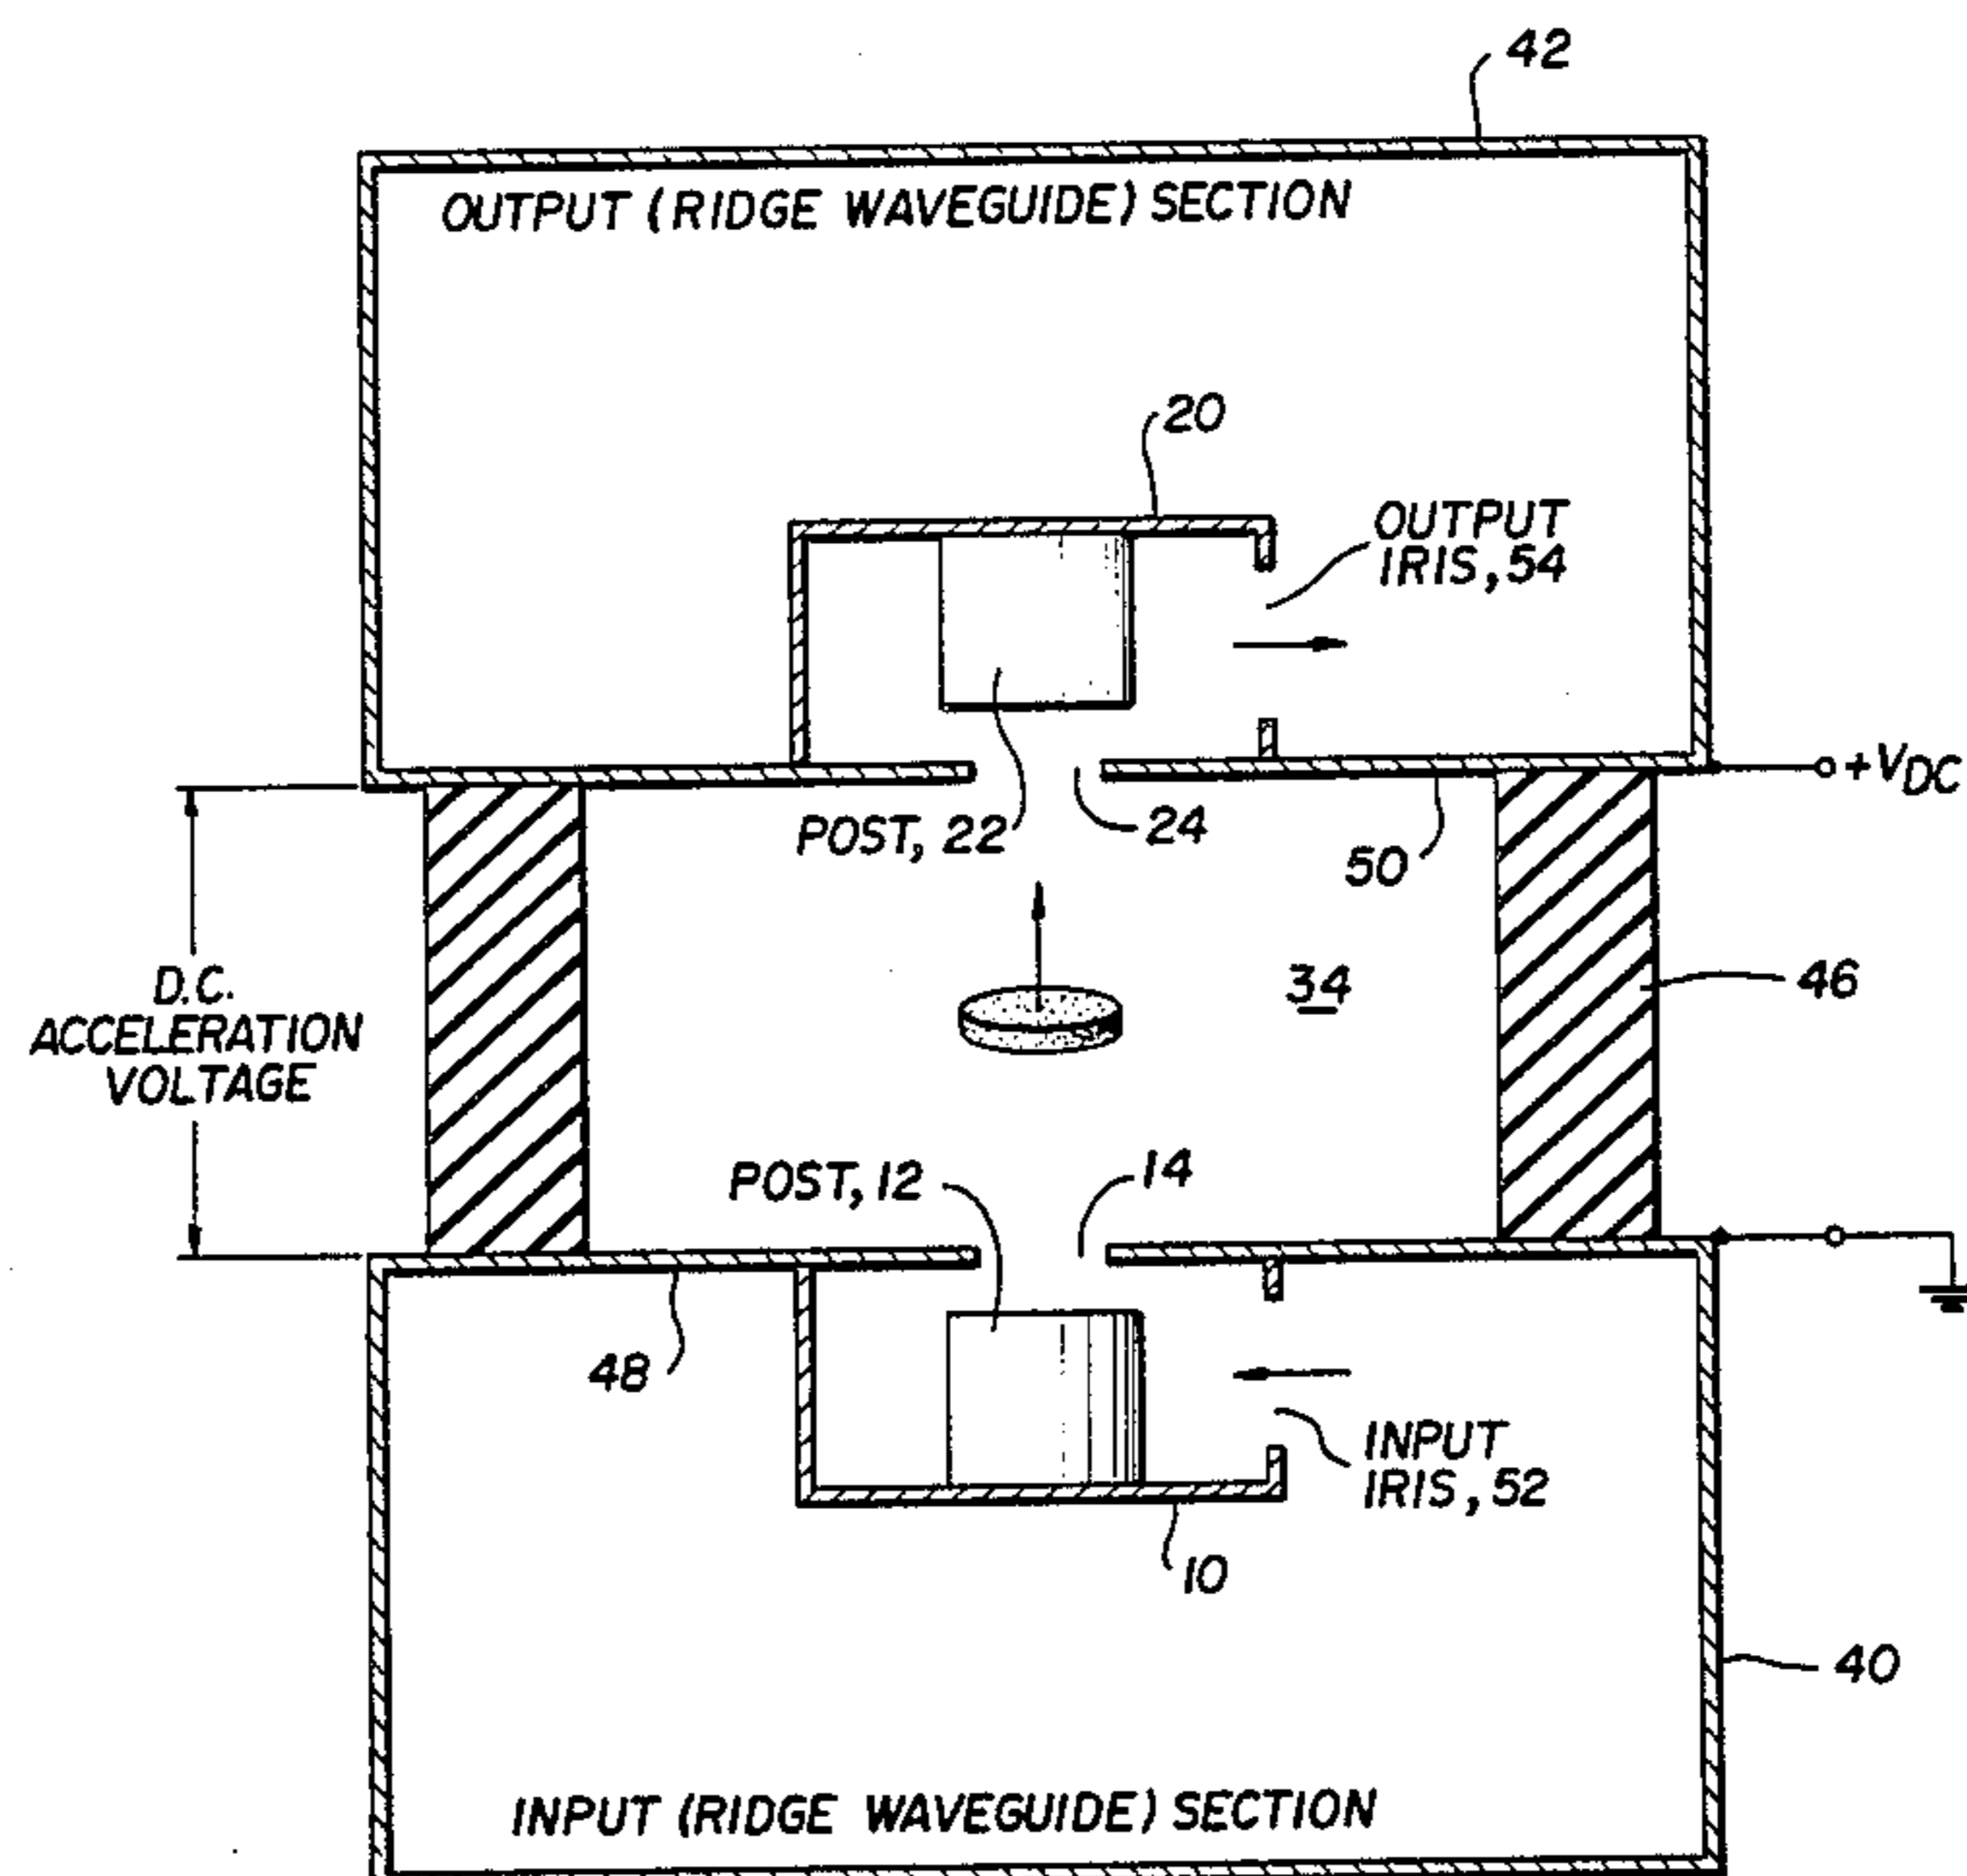 42
OUTPUT (RIDGE WAVEGUIDE) SECTION
20
OUTPUT
IRIS, 54
+VDC
POST, 22
24
50
34
46
D.C.
ACCELERATION
VOLTAGE
POST, 12
14
48
INPUT
IRIS, 52
10
40
INPUT (RIDGE WAVEGUIDE) SECTION